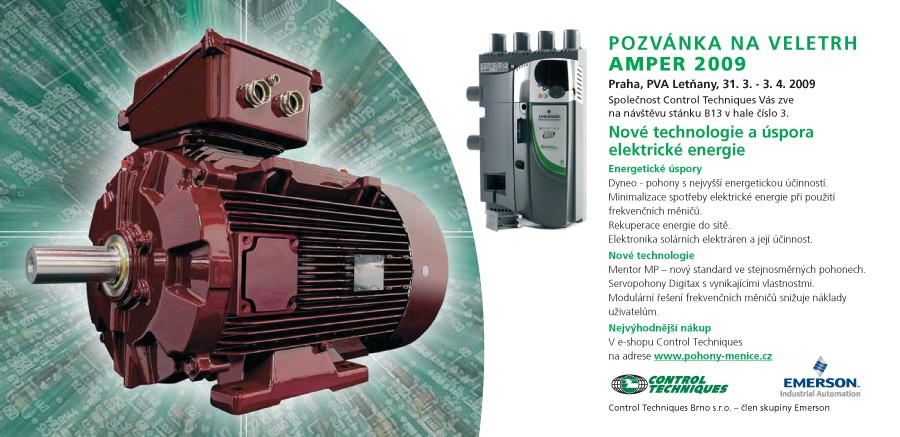 POZVÁNKA NA VELETRH
AMPER 2009
Praha, PVA Letňany, 31. 3. - 3. 4. 2009
Společnost Control Techniques Vás zve
na návštěvu stánku B13 v hale číslo 3.
Nové technologie a úspora
elektrické energie
Energetické úspory
Dyneo - pohony s nejvyšší energetickou účinností.
Minimalizace spotřeby elektrické energie při použití
frekvenčních měničů.
Rekuperace energie do sítě.
Elektronika solárních elektráren a její účinnost.
Nové technologie
Mentor MP – nový standard ve stejnosměrných pohonech.
Servopohony Digitax s vynikajícími vlastnostmi.
Modulární řešení frekvenčních měničů snižuje náklady
uživatelům.
Nejvýhodnější nákup
V e-shopu Control Techniques
na adrese www.pohony-menice.cz
CONTROL
TECHNIQUES
EMERSON
Industrial Automation
Control Techniques Brno s.r.o. – člen skupiny Emerson
EMERSON